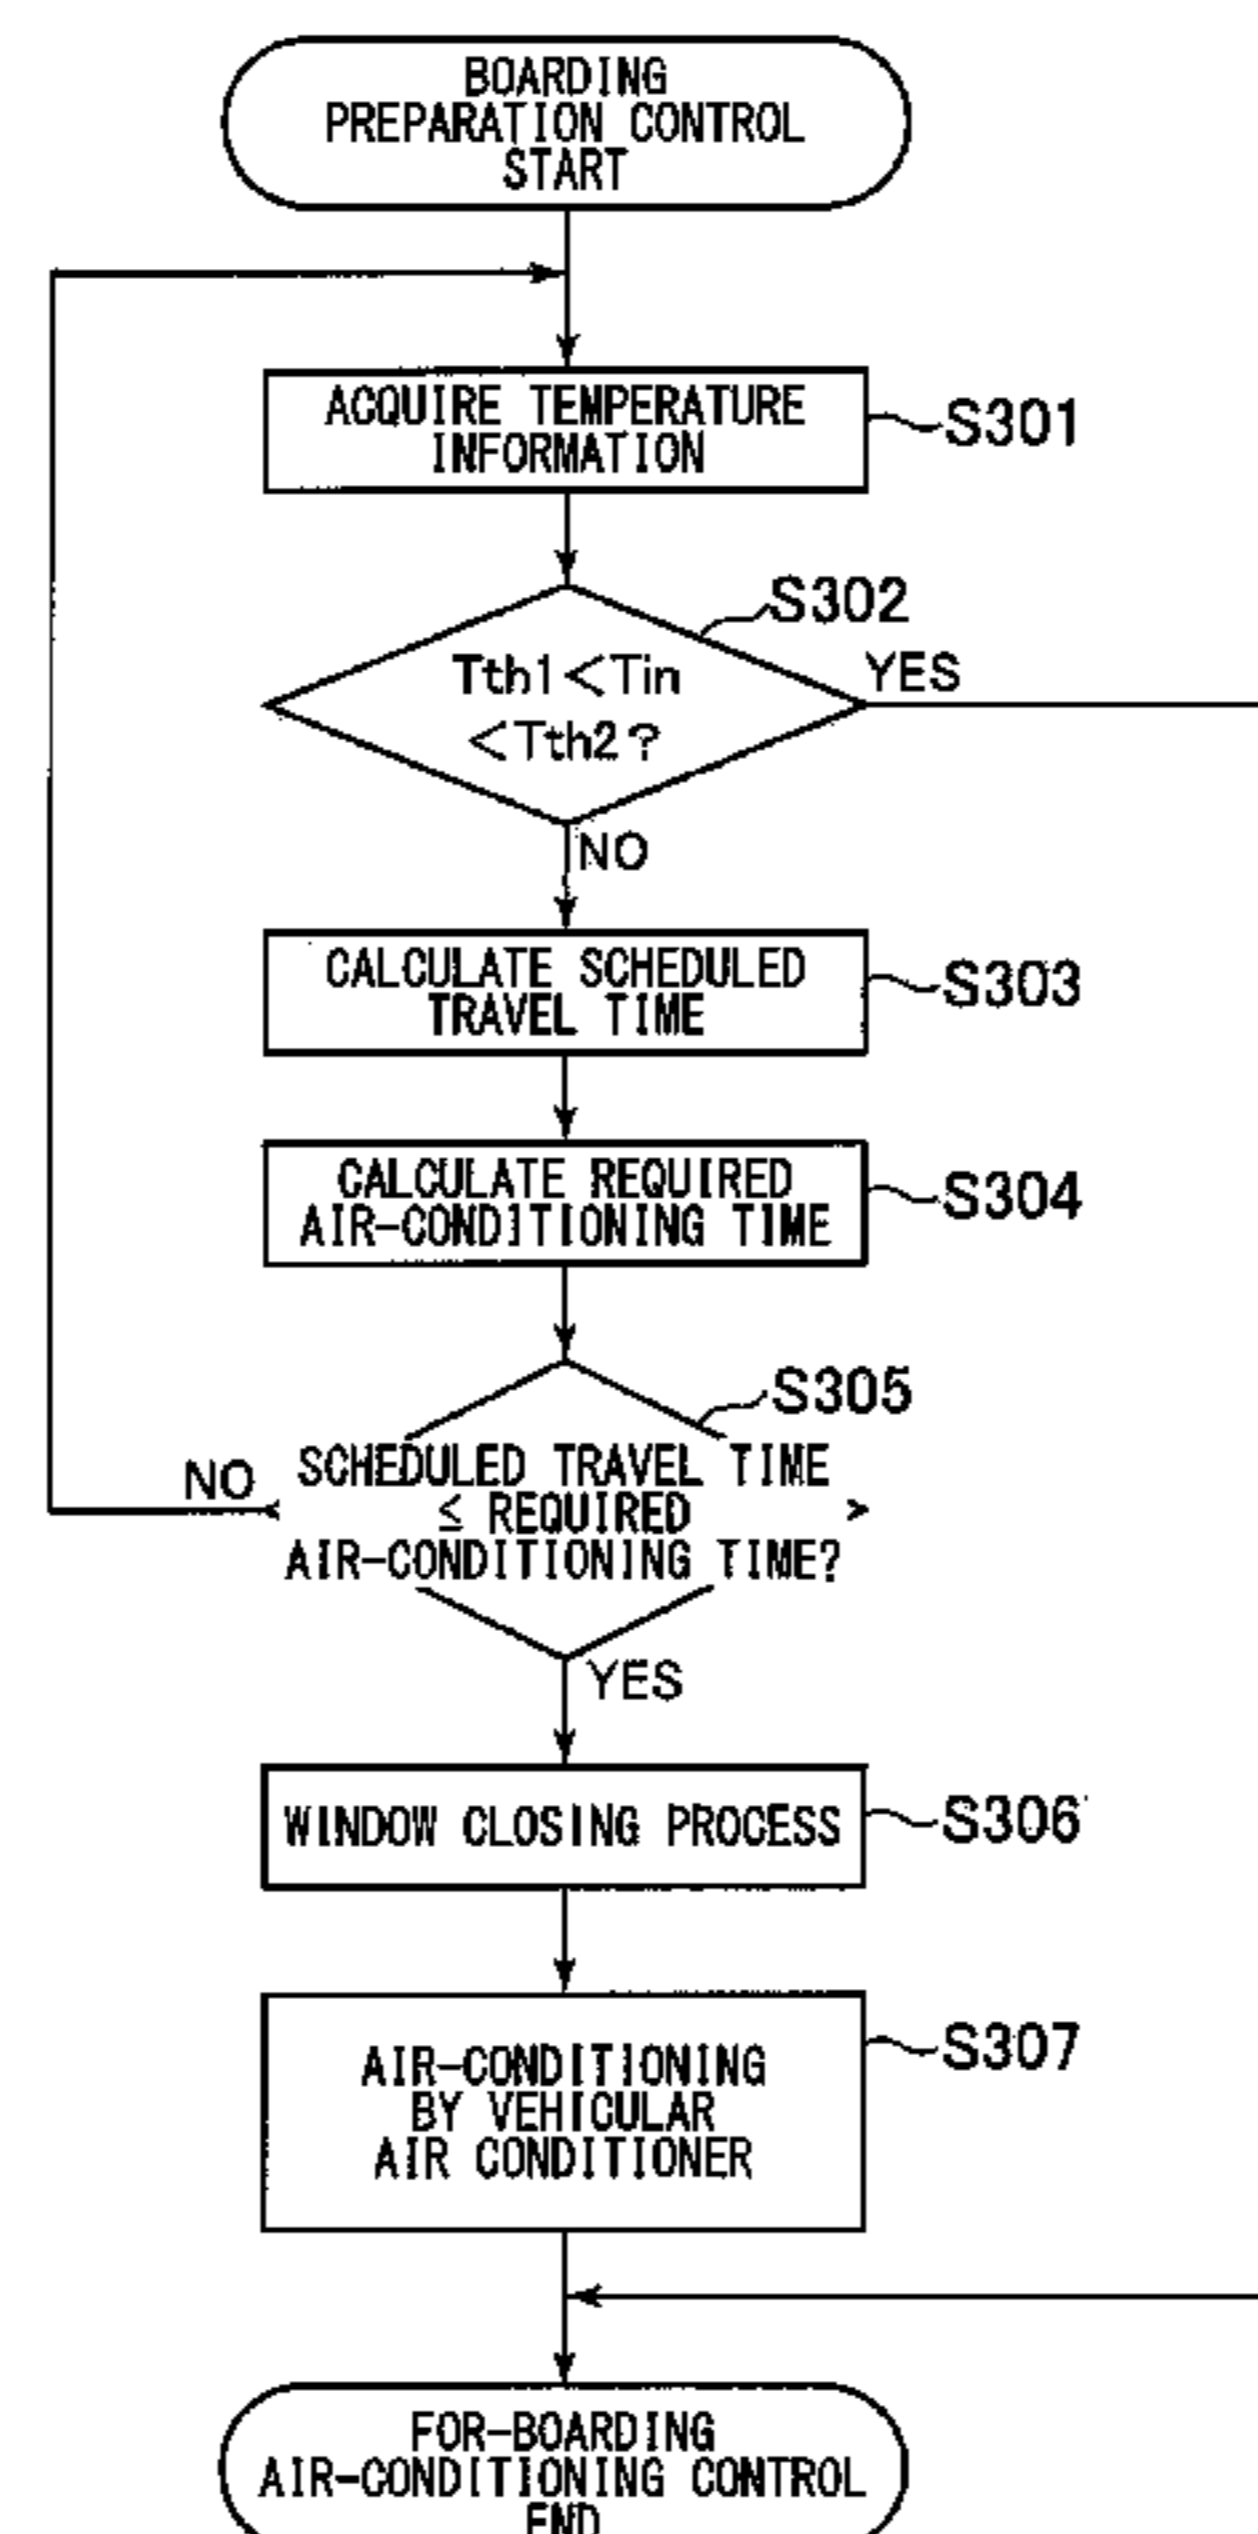 BOARDING
PREPARATION CONTROL
START
ACQUIRE TEMPERATURE
INFORMATION
S301
S302
Tth1<Tin
<Tth2?
YES
NO
CALCULATE SCHEDULED
TRAVEL TIME
S303
CALCULATE REQUIRED
AIR-CONDITIONING TIME
S304
S305
SCHEDULED TRAVEL TIME
≤ REQUIRED
AIR-CONDITIONING TIME?
NO
YES
WINDOW CLOSING PROCESS
S306
AIR-CONDITIONING
BY VEHICULAR
AIR CONDITIONER
S307
FOR-BOARDING
AIR-CONDITIONING CONTROL
END